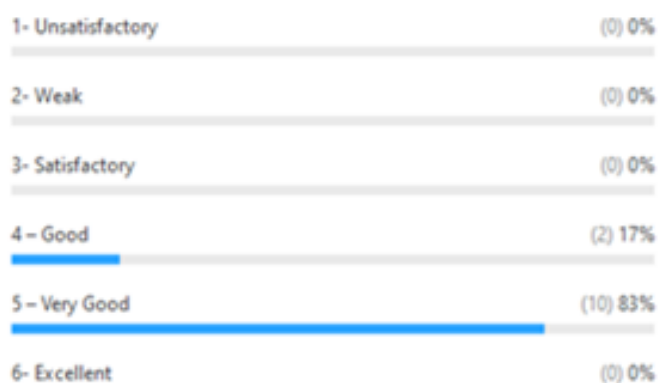 1- Unsatisfactory (0) 0%
2- Weak (0) 0%
3- Satisfactory (0) 0%
4 – Good (2) 17%
5 – Very Good (10) 83%
6- Excellent (0) 0%